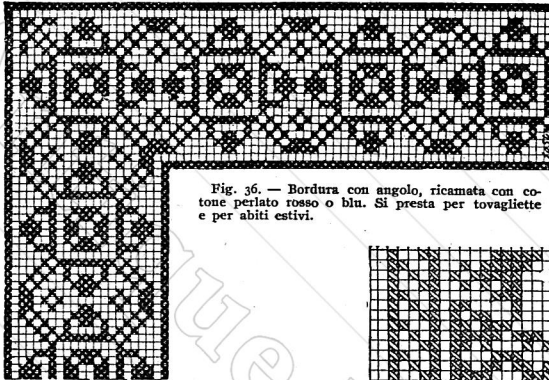 Fig. 36. — Bordura con angolo, ricamata con co-
tone perlato rosso o blu. Si presta per tovagliette
e per abiti estivi.